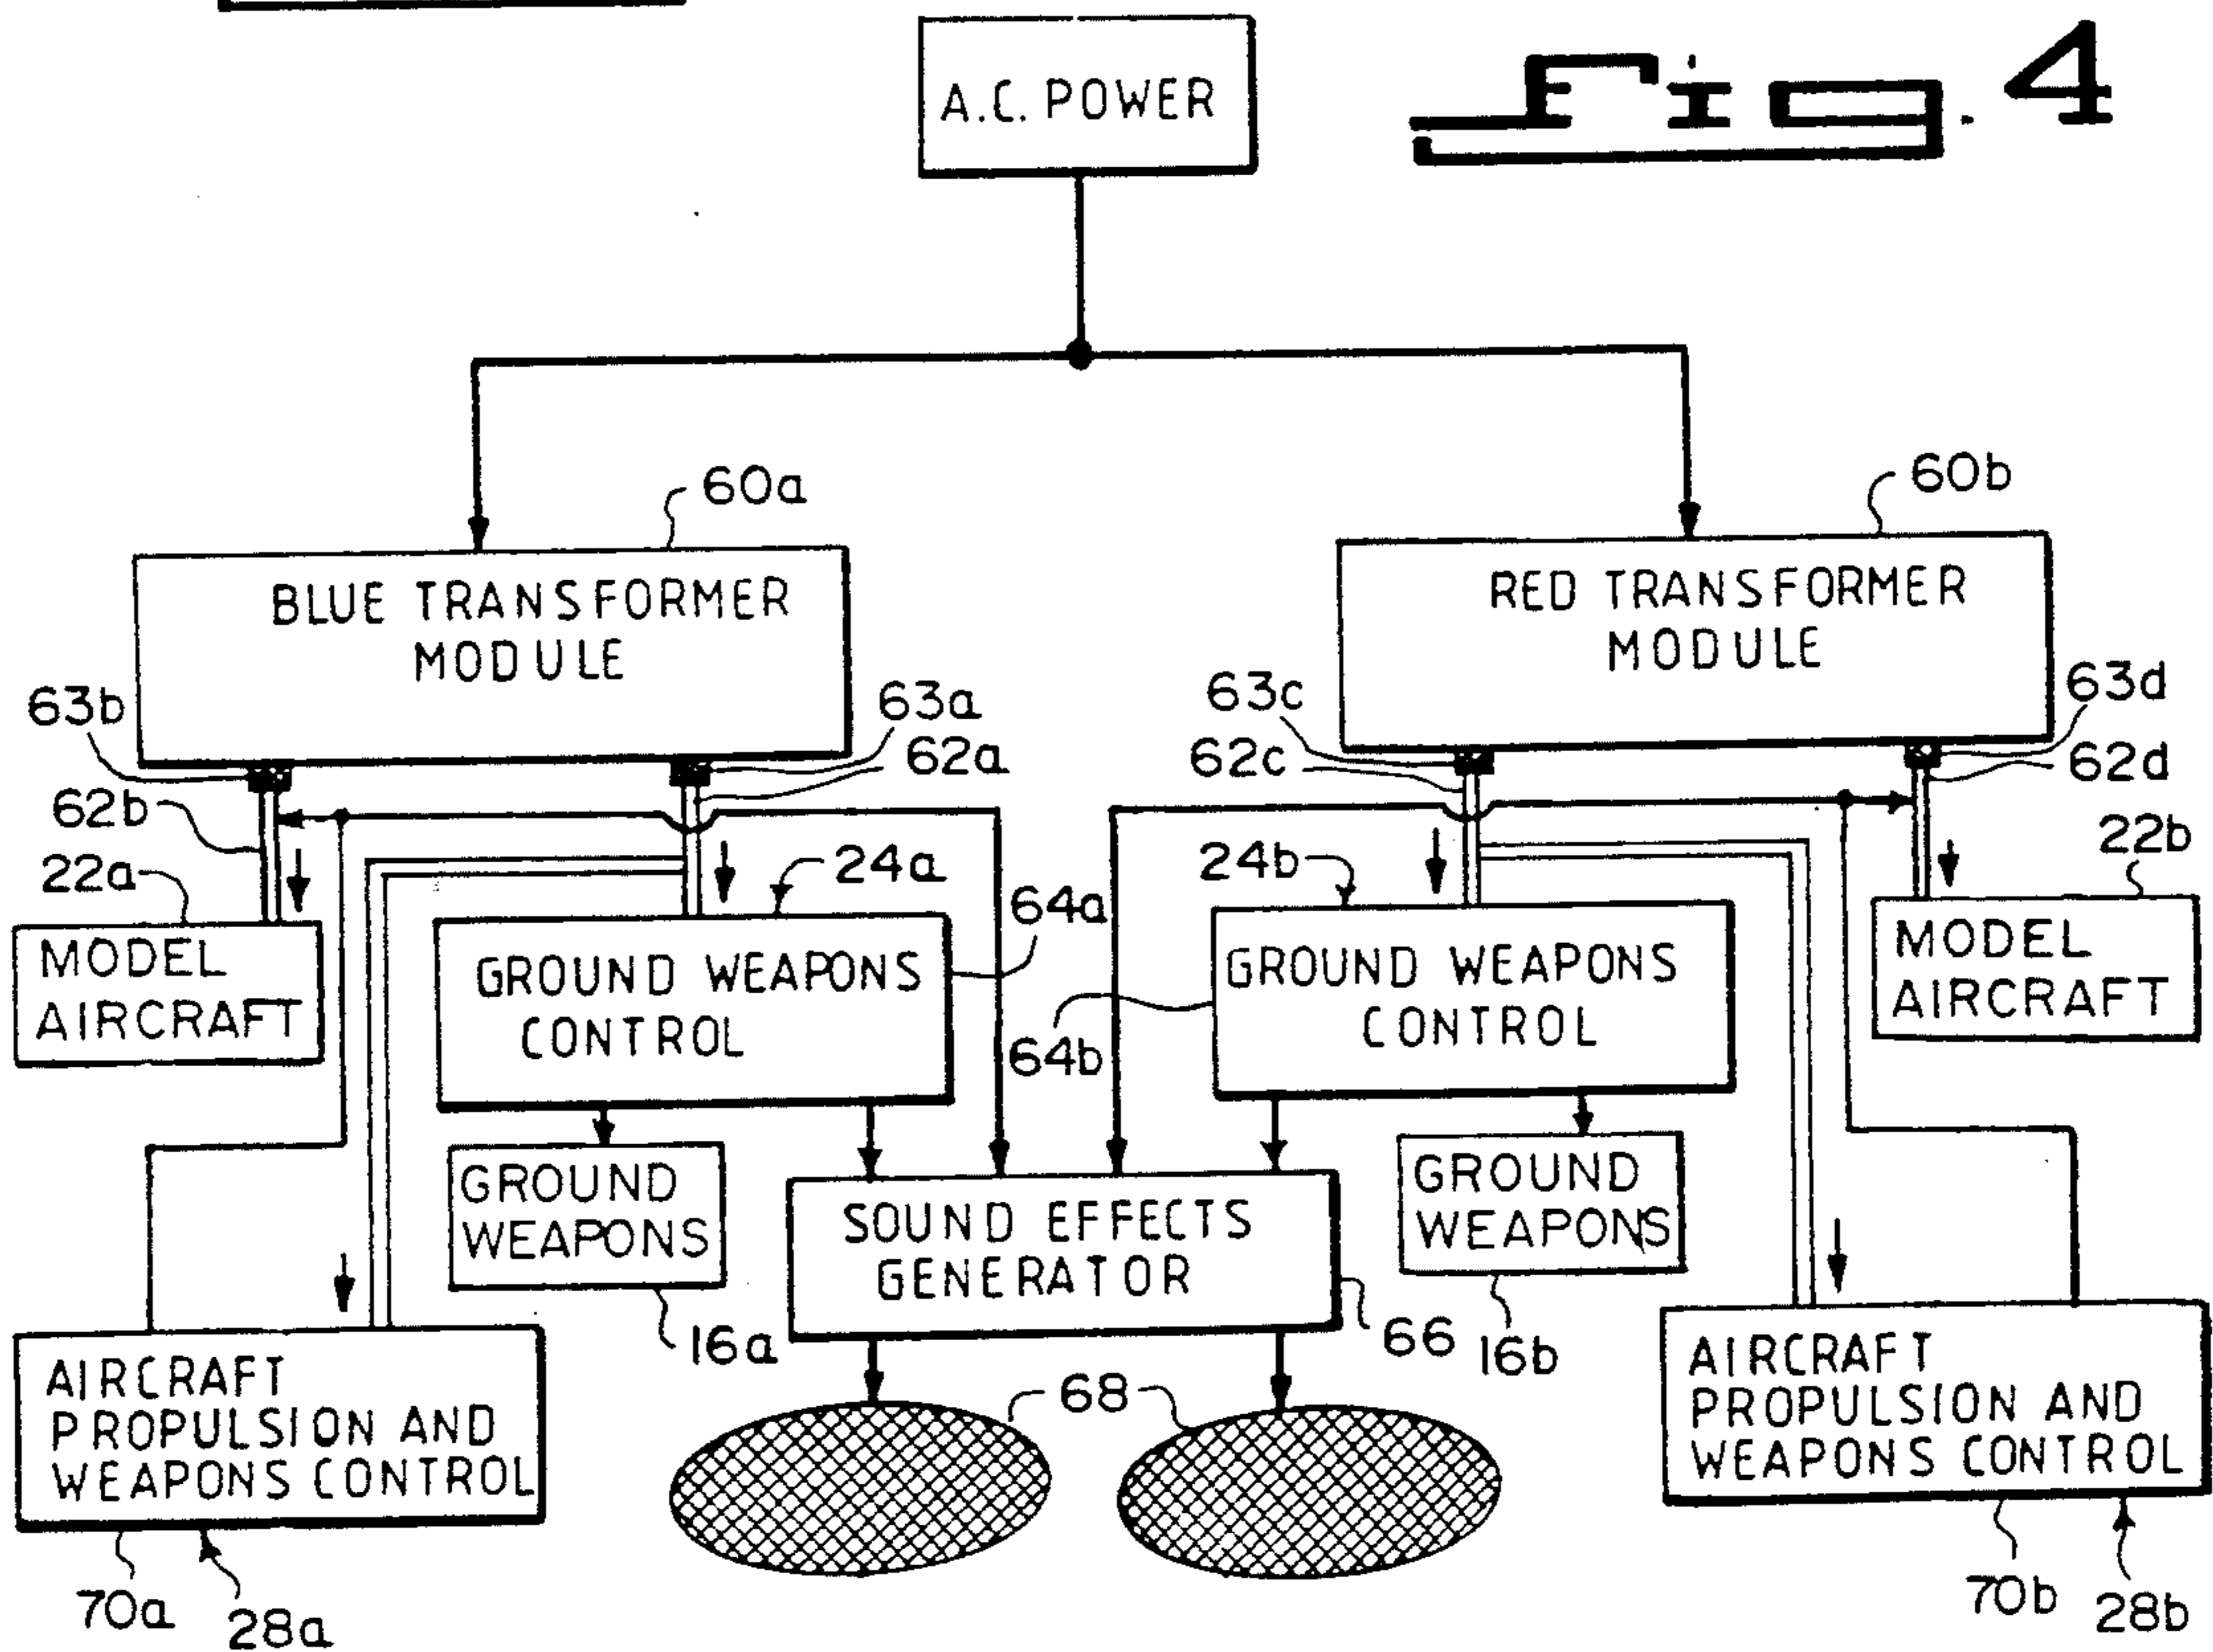 A.C. POWER
Fig. 4
60a
60b
BLUE TRANSFORMER
MODULE
RED TRANSFORMER
MODULE
63b
63a
63c
63d
62b
62a
62c
62d
22a
24a
24b
22b
64a
MODEL
AIRCRAFT
GROUND WEAPONS
CONTROL
64b
GROUND WEAPONS
CONTROL
MODEL
AIRCRAFT
GROUND
WEAPONS
SOUND EFFECTS
GENERATOR
GROUND
WEAPONS
16a
66
16b
68
AIRCRAFT
PROPULSION AND
WEAPONS CONTROL
AIRCRAFT
PROPULSION AND
WEAPONS CONTROL
70a
28a
70b
28b